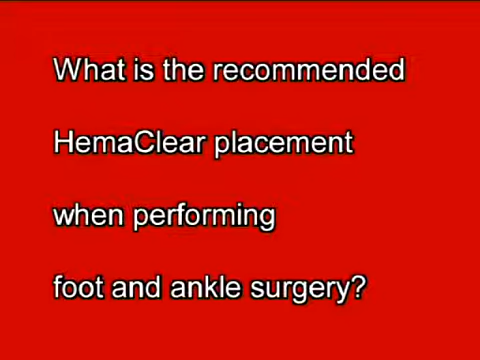 What is the recommended
HemaClear placement
when performing
foot and ankle surgery?